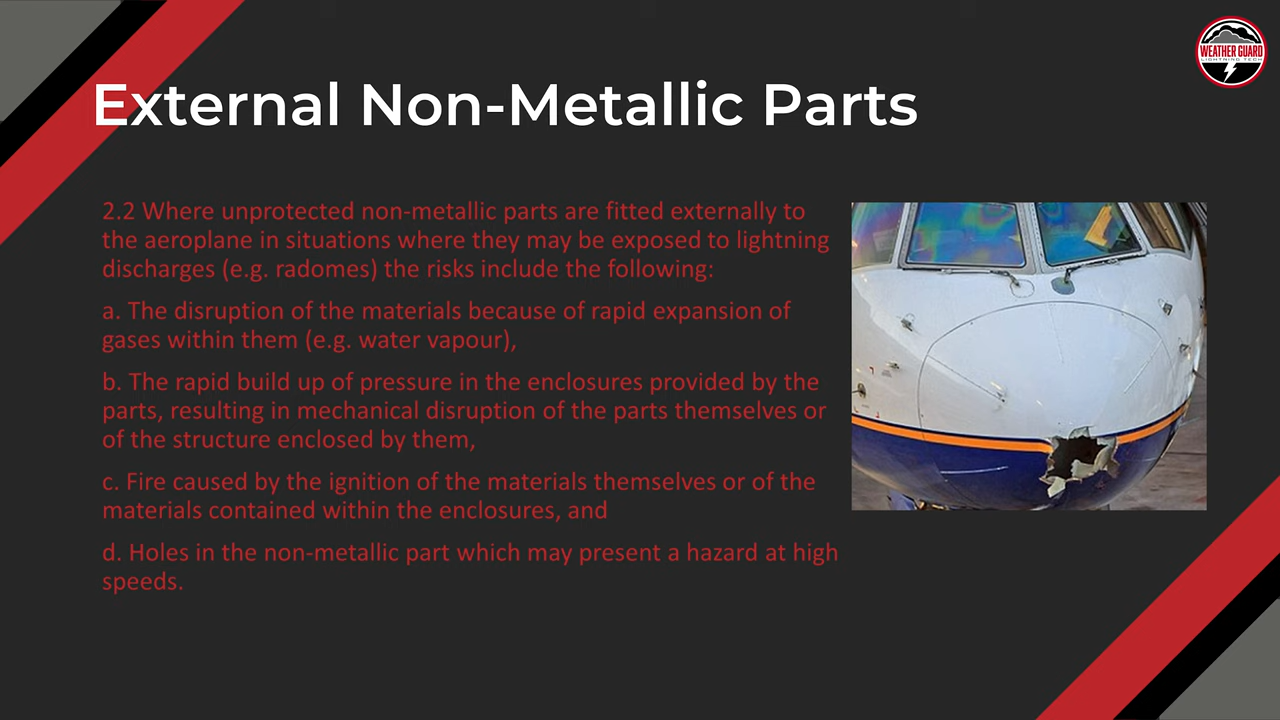 WEATHER GUARD
LIGHTNING TECH
External Non-Metallic Parts
2.2 Where unprotected non-metallic parts are fitted externally to
the aeroplane in situations where they may be exposed to lightning
discharges (e.g. radomes) the risks include the following:
a. The disruption of the materials because of rapid expansion of
gases within them (e.g. water vapour),
b. The rapid build up of pressure in the enclosures provided by the
parts, resulting in mechanical disruption of the parts themselves or
of the structure enclosed by them,
c. Fire caused by the ignition of the materials themselves or of the
materials contained within the enclosures, and
d. Holes in the non-metallic part which may present a hazard at high
speeds.